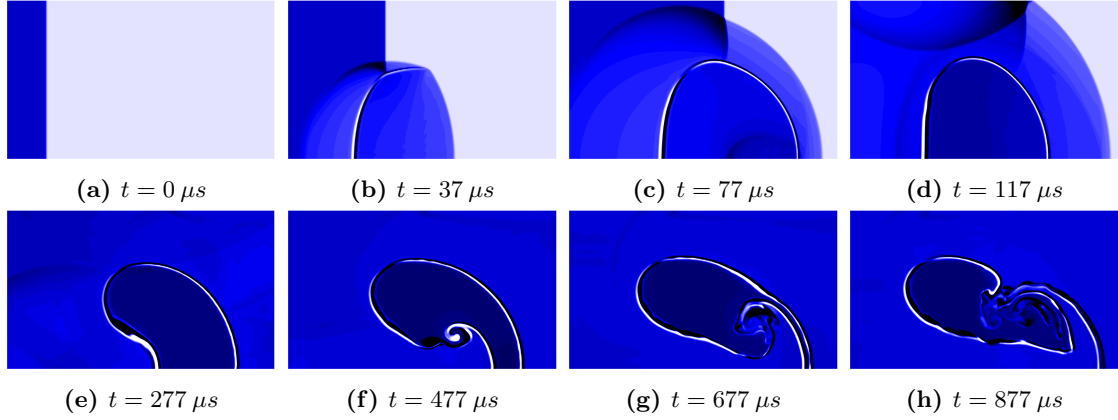 (a) t = 0 μs (b) t = 37 μs (c) t = 77 μs (d) t = 117 μs
(e) t = 277 μs (f) t = 477 μs (g) t = 677 μs (h) t = 877 μs